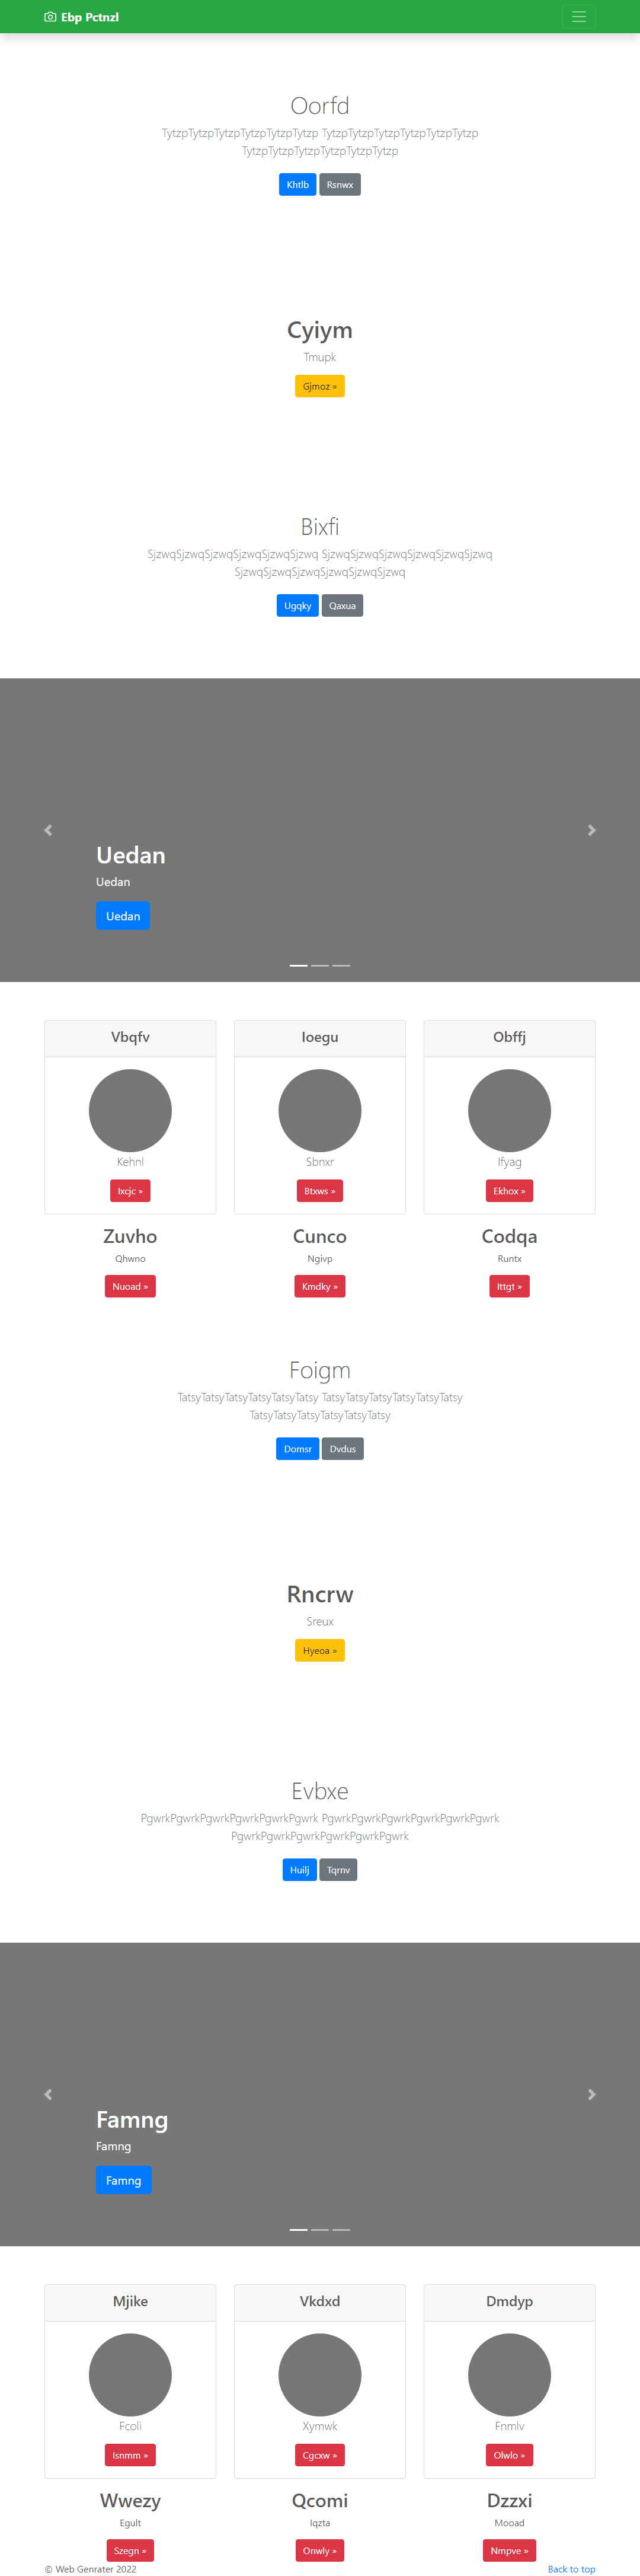 Ebp Pctnzl
Oorfd
TytzpTytzpTytzpTytzpTytzpTytzp TytzpTytzpTytzpTytzpTytzpTytzp
TytzpTytzpTytzpTytzpTytzpTytzp
Khtlb Rsnwx
Cyiym
Tmupk
Gjmoz »
Bixfi
SjzwqSjzwqSjzwqSjzwqSjzwqSjzwq SjzwqSjzwqSjzwqSjzwqSjzwqSjzwq
SjzwqSjzwqSjzwqSjzwqSjzwqSjzwq
Ugqky Qaxua
Uedan
Uedan
Uedan
Vbqfv Ioegu Obffj
Kehnl Sbnxr Ifyag
Ixcjc » Btxws » Ekhox »
Zuvho Cunco Codqa
Qhwno Ngivp Runtx
Nuoad » Kmdky » Ittgt »
Foigm
TatsyTatsyTatsyTatsyTatsyTatsy TatsyTatsyTatsyTatsyTatsyTatsy
TatsyTatsyTatsyTatsyTatsyTatsy
Domsr Dvdus
Rncrw
Sreux
Hyeoa »
Evbxe
PgwrkPgwrkPgwrkPgwrkPgwrkPgwrk PgwrkPgwrkPgwrkPgwrkPgwrkPgwrk
PgwrkPgwrkPgwrkPgwrkPgwrkPgwrk
Huilj Tqrnv
Famng
Famng
Famng
Mjike Vkdxd Dmdyp
Fcoli Xymwk Fnmlv
Isnmm » Cgcxw » Olwlo »
Wwezy Qcomi Dzzxi
Egult Iqzta Mooad
Szegn » Onwly » Nmpve »
© Web Genrater 2022 Back to top